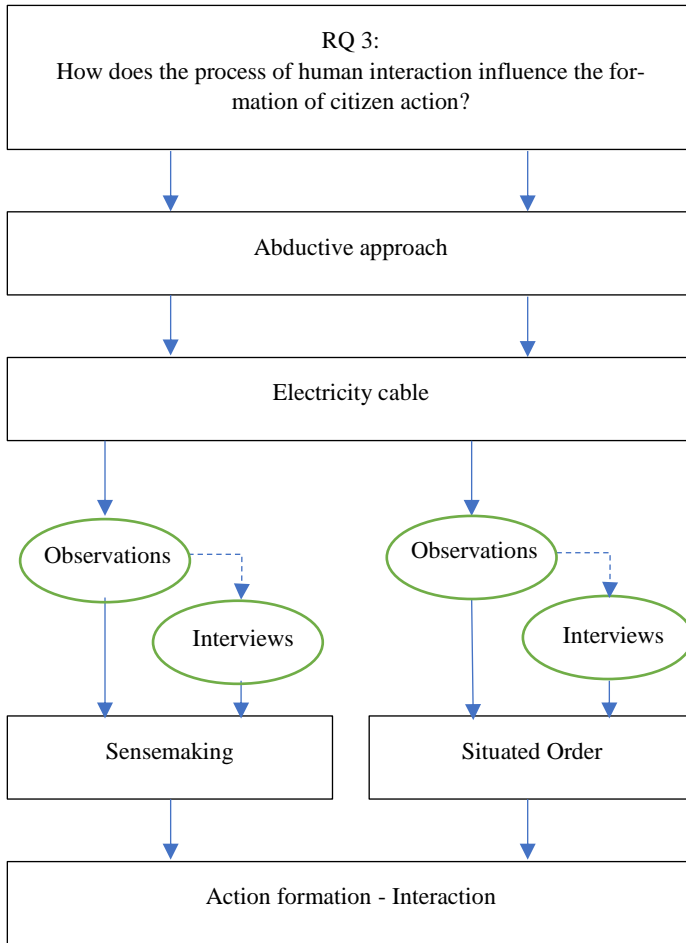 RQ 3:
How does the process of human interaction influence the for-
mation of citizen action?
Abductive approach
Electricity cable
Observations
Interviews
Observations
Interviews
Sensemaking
Situated Order
Action formation - Interaction